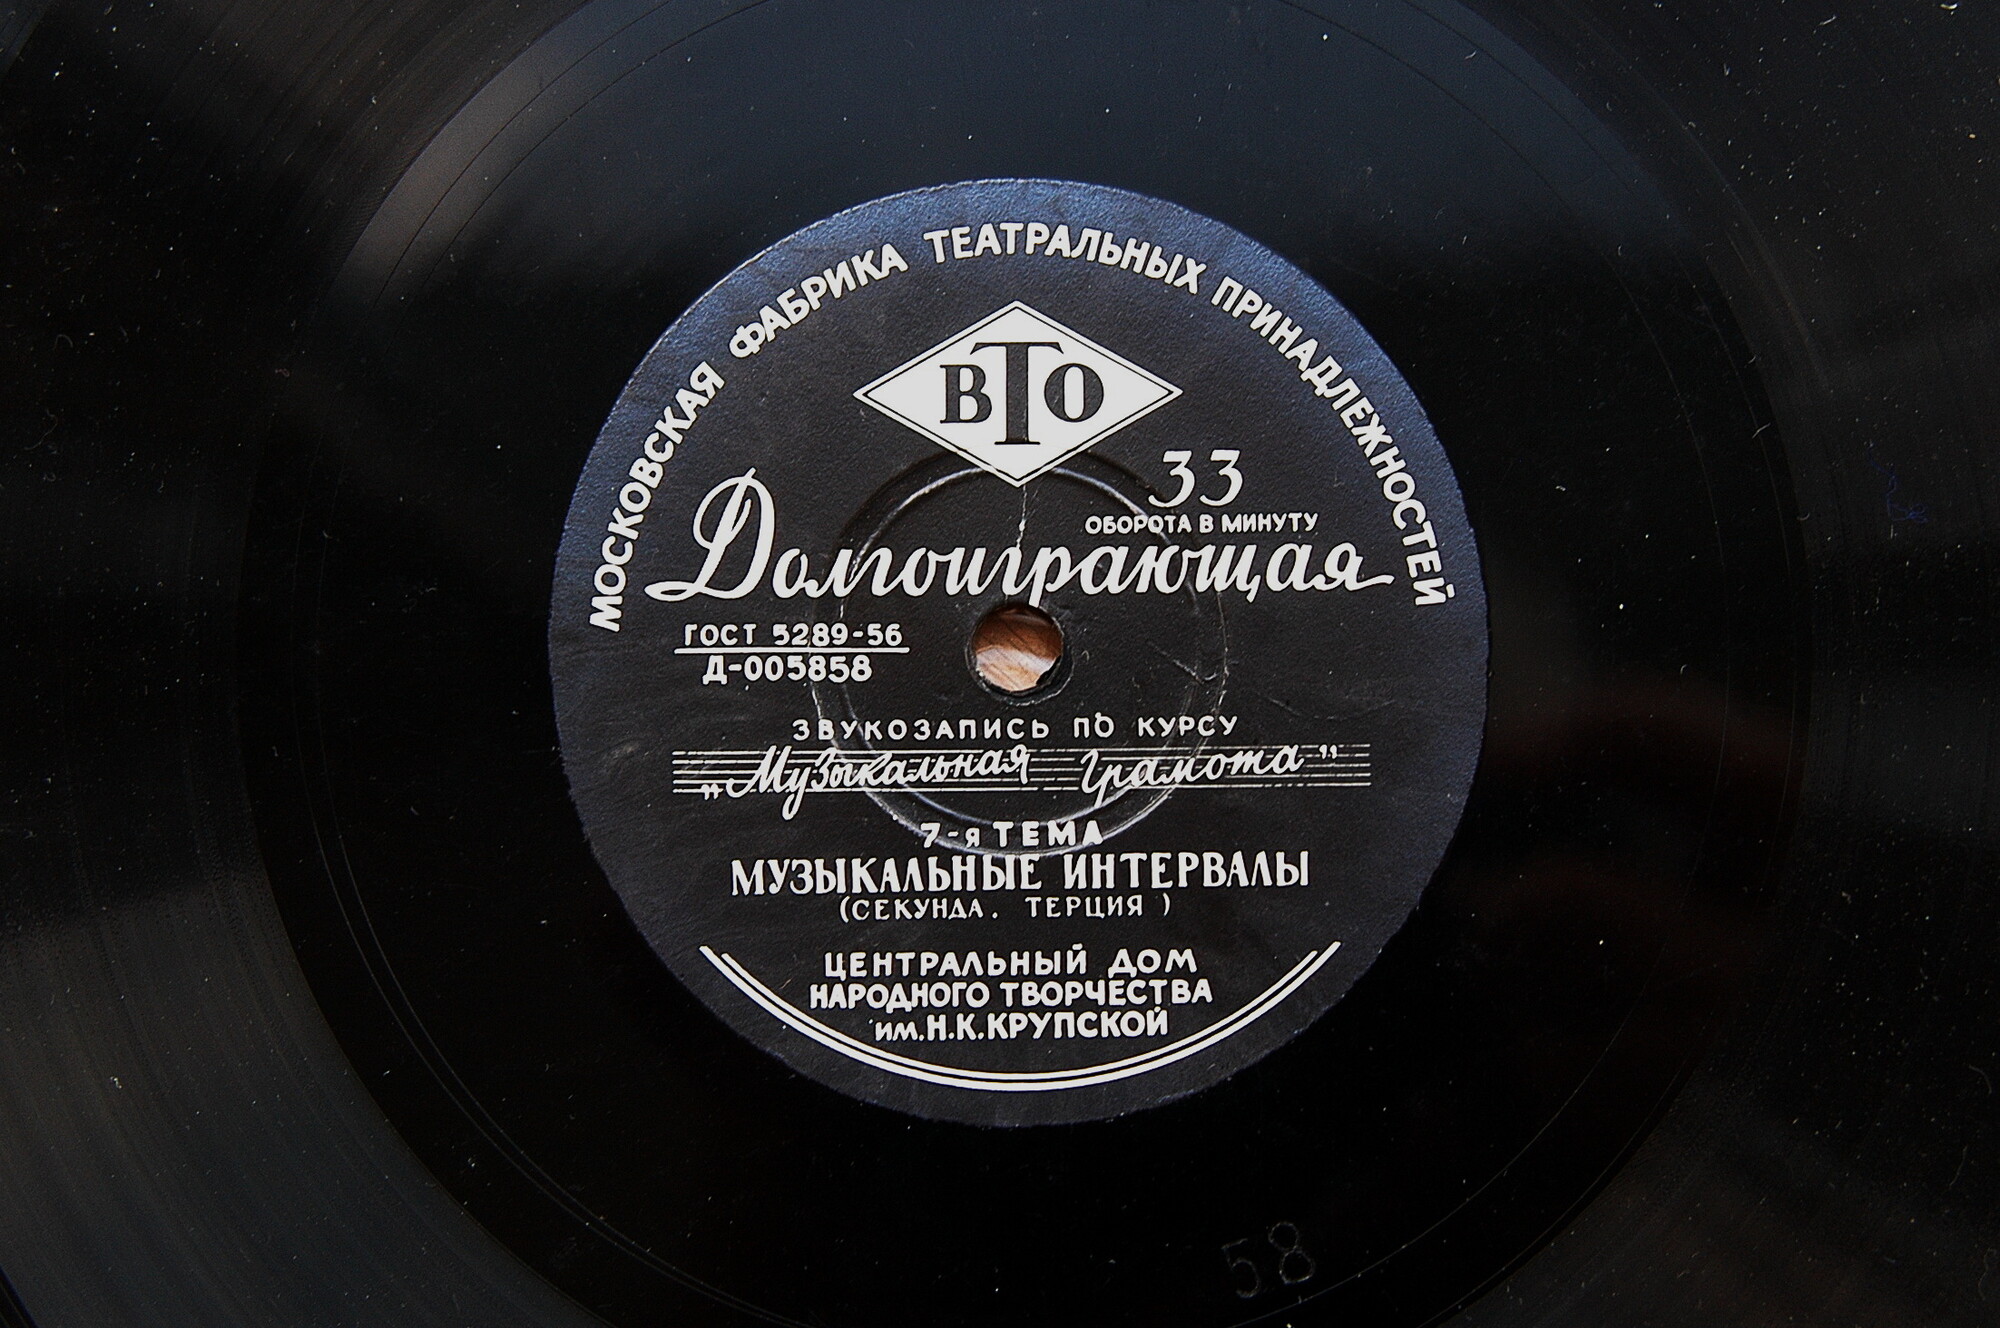 МОСКОВСКАЯ ФАБРИКА ТЕАТРАЛЬНЫХ ПРИНАДЛЕЖНОСТЕЙ
ВТО
33
ОБОРОТА В МИНУТУ
Долгоиграющая
ГОСТ 5289-56
Д-005858
ЗВУКОЗАПИСЬ ПО КУРСУ
„Музыкальная грамота"
7-я ТЕМА
МУЗЫКАЛЬНЫЕ ИНТЕРВАЛЫ
(СЕКУНДА. ТЕРЦИЯ)
ЦЕНТРАЛЬНЫЙ ДОМ
НАРОДНОГО ТВОРЧЕСТВА
им. Н.К.КРУПСКОЙ
58